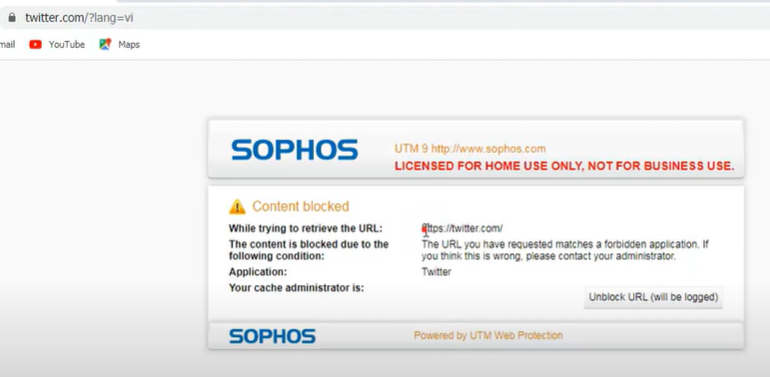 twitter.com/?lang=vi
mail YouTube Maps
SOPHOS
UTM 9 http://www.sophos.com
LICENSED FOR HOME USE ONLY, NOT FOR BUSINESS USE.
Content blocked
While trying to retrieve the URL: https://twitter.com/
The content is blocked due to the following condition: The URL you have requested matches a forbidden application. If
you think this is wrong, please contact your administrator.
Application: Twitter
Your cache administrator is:
Unblock URL (will be logged)
SOPHOS
Powered by UTM Web Protection